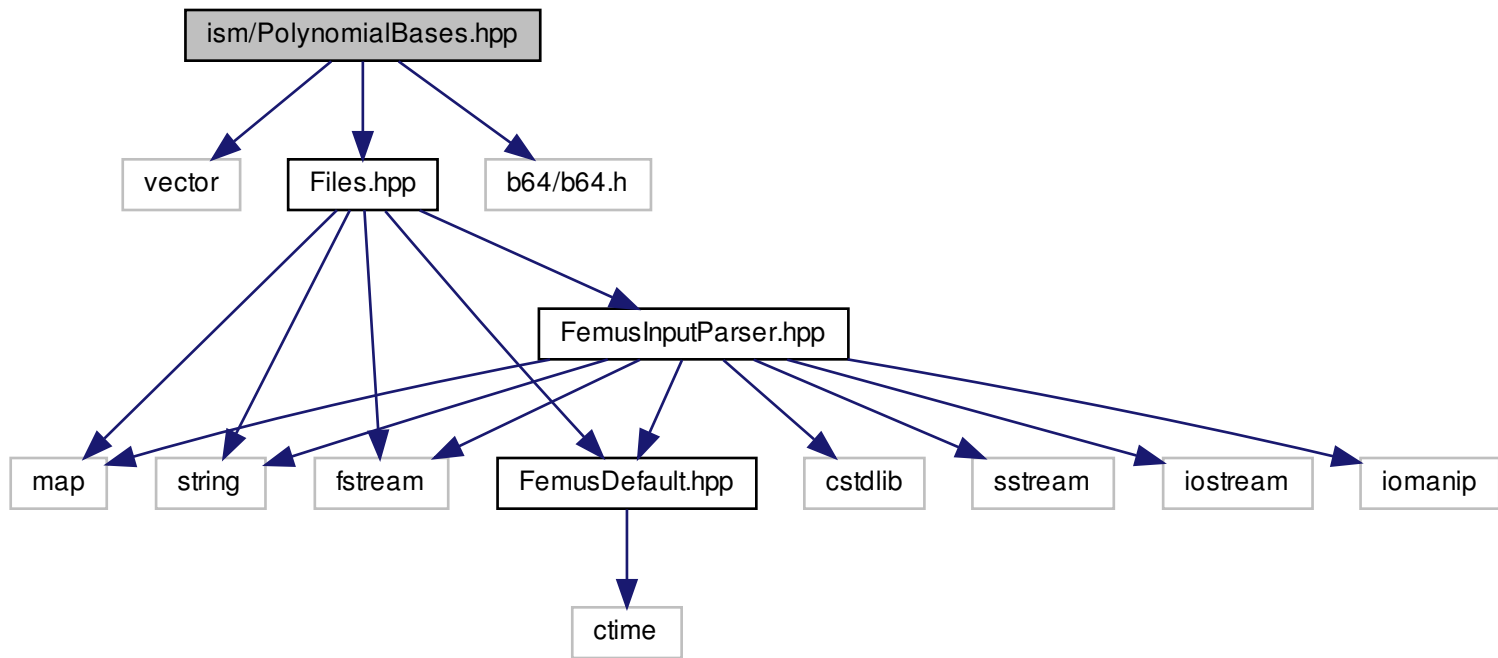 ism/PolynomialBases.hpp
vector
Files.hpp
b64/b64.h
FemusInputParser.hpp
map
string
fstream
FemusDefault.hpp
cstdlib
sstream
iostream
iomanip
ctime